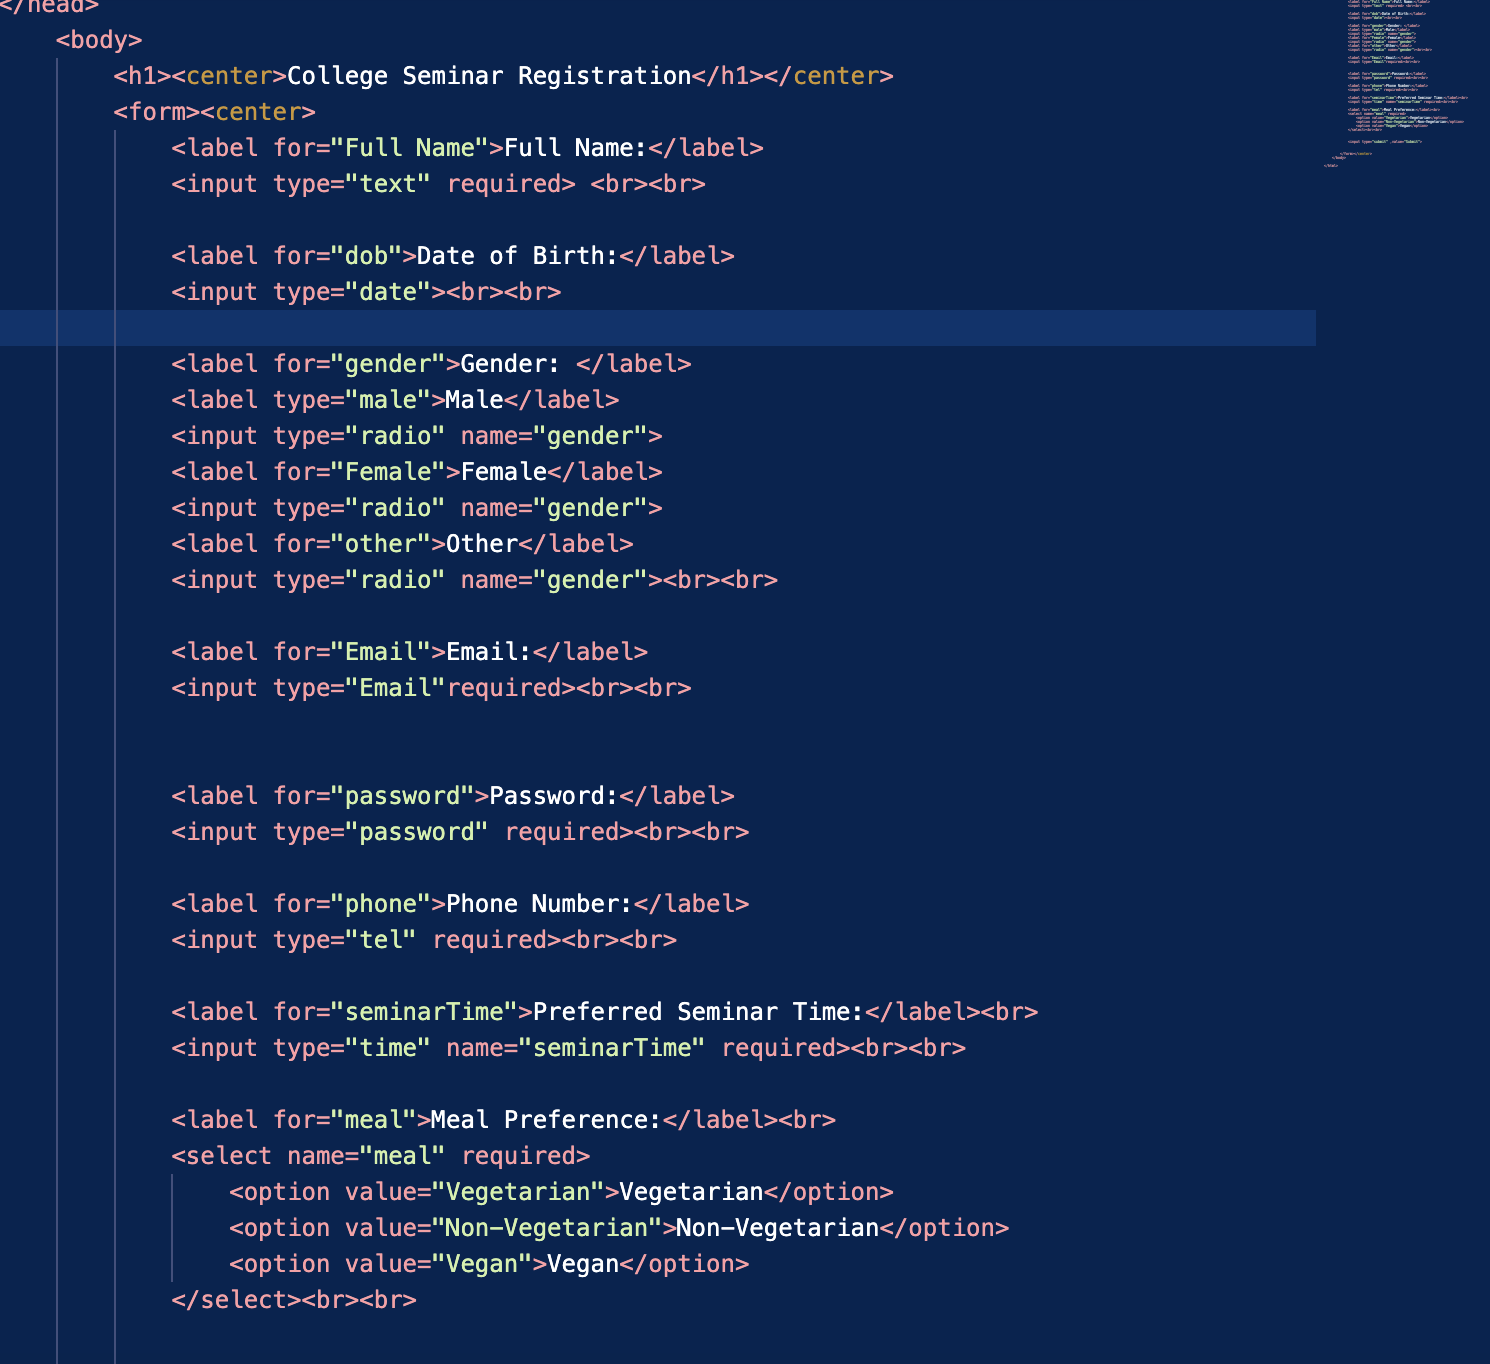 </head>
<body>
<h1><center>College Seminar Registration</h1></center>
<form><center>
<label for="Full Name">Full Name:</label>
<input type="text" required> <br><br>
<label for="dob">Date of Birth:</label>
<input type="date"><br><br>
<label for="gender">Gender: </label>
<label type="male">Male</label>
<input type="radio" name="gender">
<label for="Female">Female</label>
<input type="radio" name="gender">
<label for="other">Other</label>
<input type="radio" name="gender"><br><br>
<label for="Email">Email:</label>
<input type="Email"required><br><br>
<label for="password">Password:</label>
<input type="password" required><br><br>
<label for="phone">Phone Number:</label>
<input type="tel" required><br><br>
<label for="seminarTime">Preferred Seminar Time:</label><br>
<input type="time" name="seminarTime" required><br><br>
<label for="meal">Meal Preference:</label><br>
<select name="meal" required>
<option value="Vegetarian">Vegetarian</option>
<option value="Non-Vegetarian">Non-Vegetarian</option>
<option value="Vegan">Vegan</option>
</select><br><br>